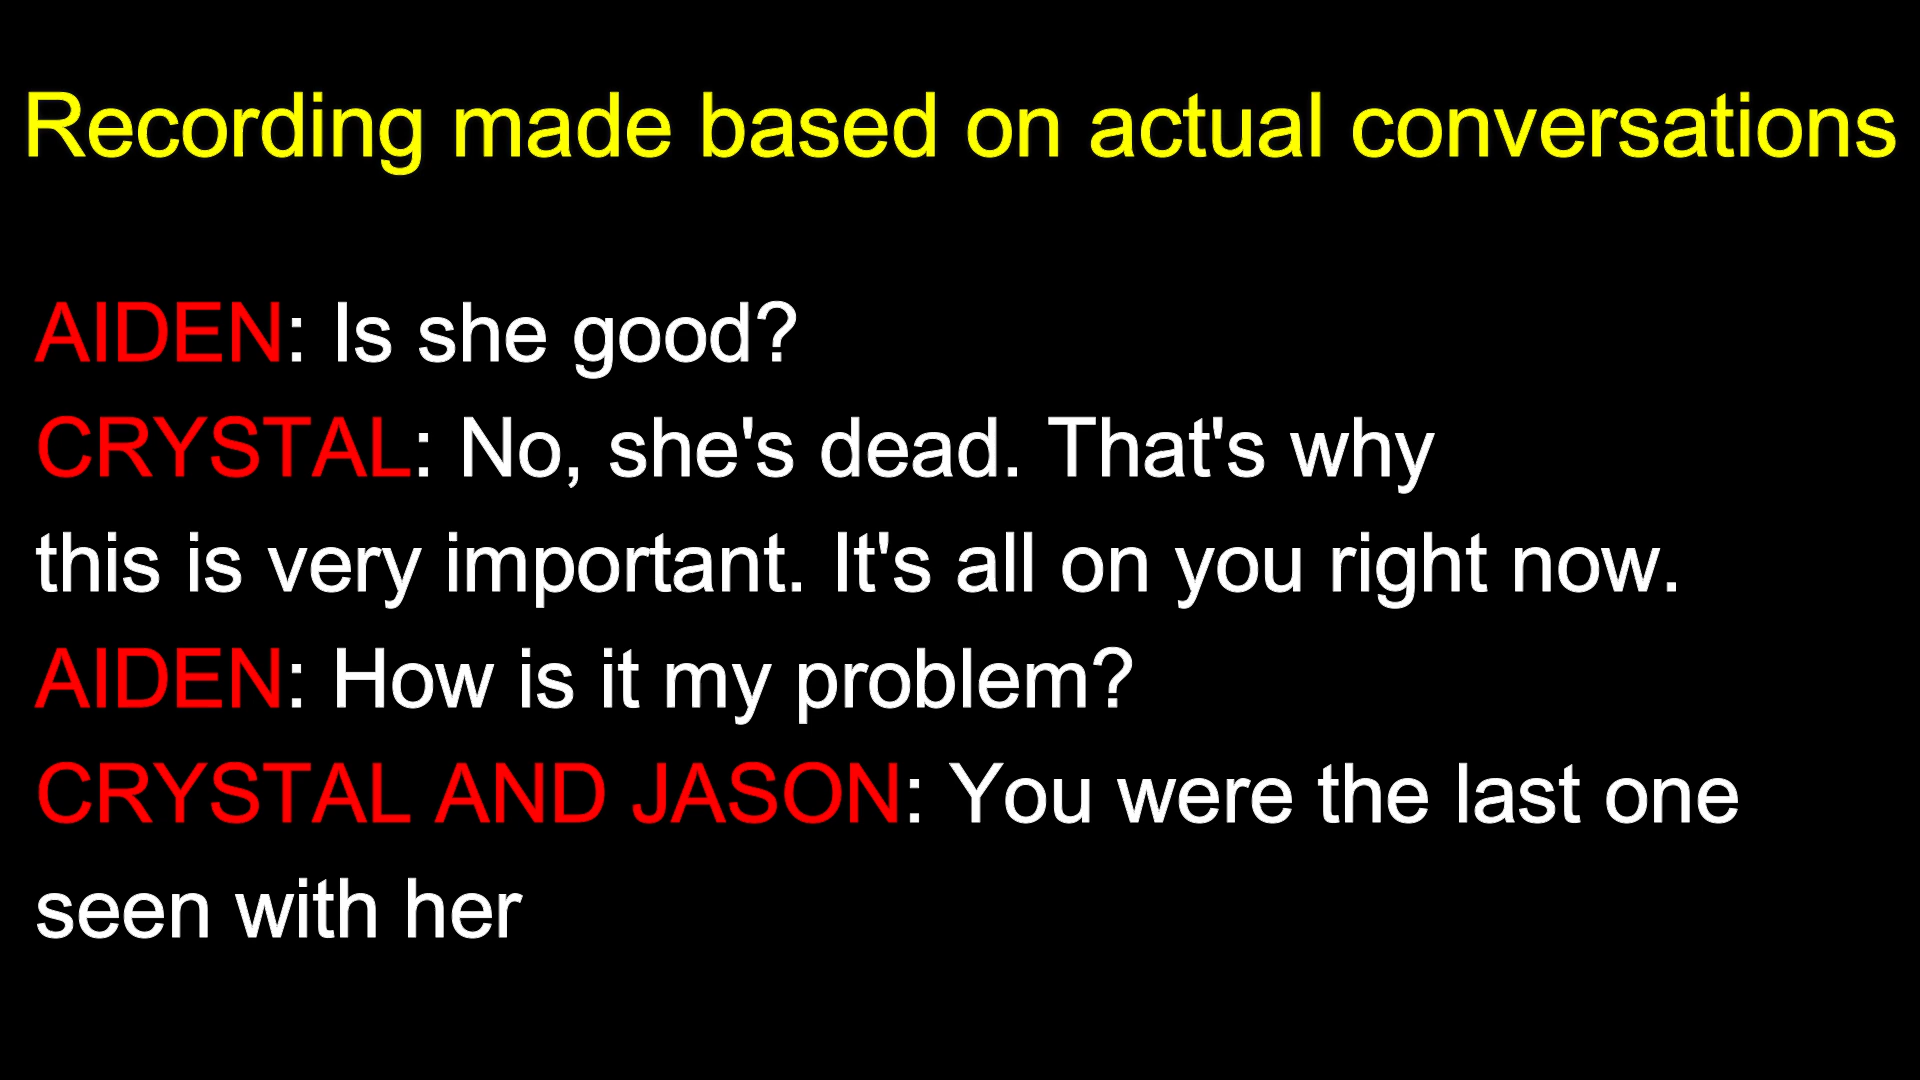 Recording made based on actual conversations
AIDEN: Is she good?
CRYSTAL: No, she's dead. That's why
this is very important. It's all on you right now.
AIDEN: How is it my problem?
CRYSTAL AND JASON: You were the last one
seen with her